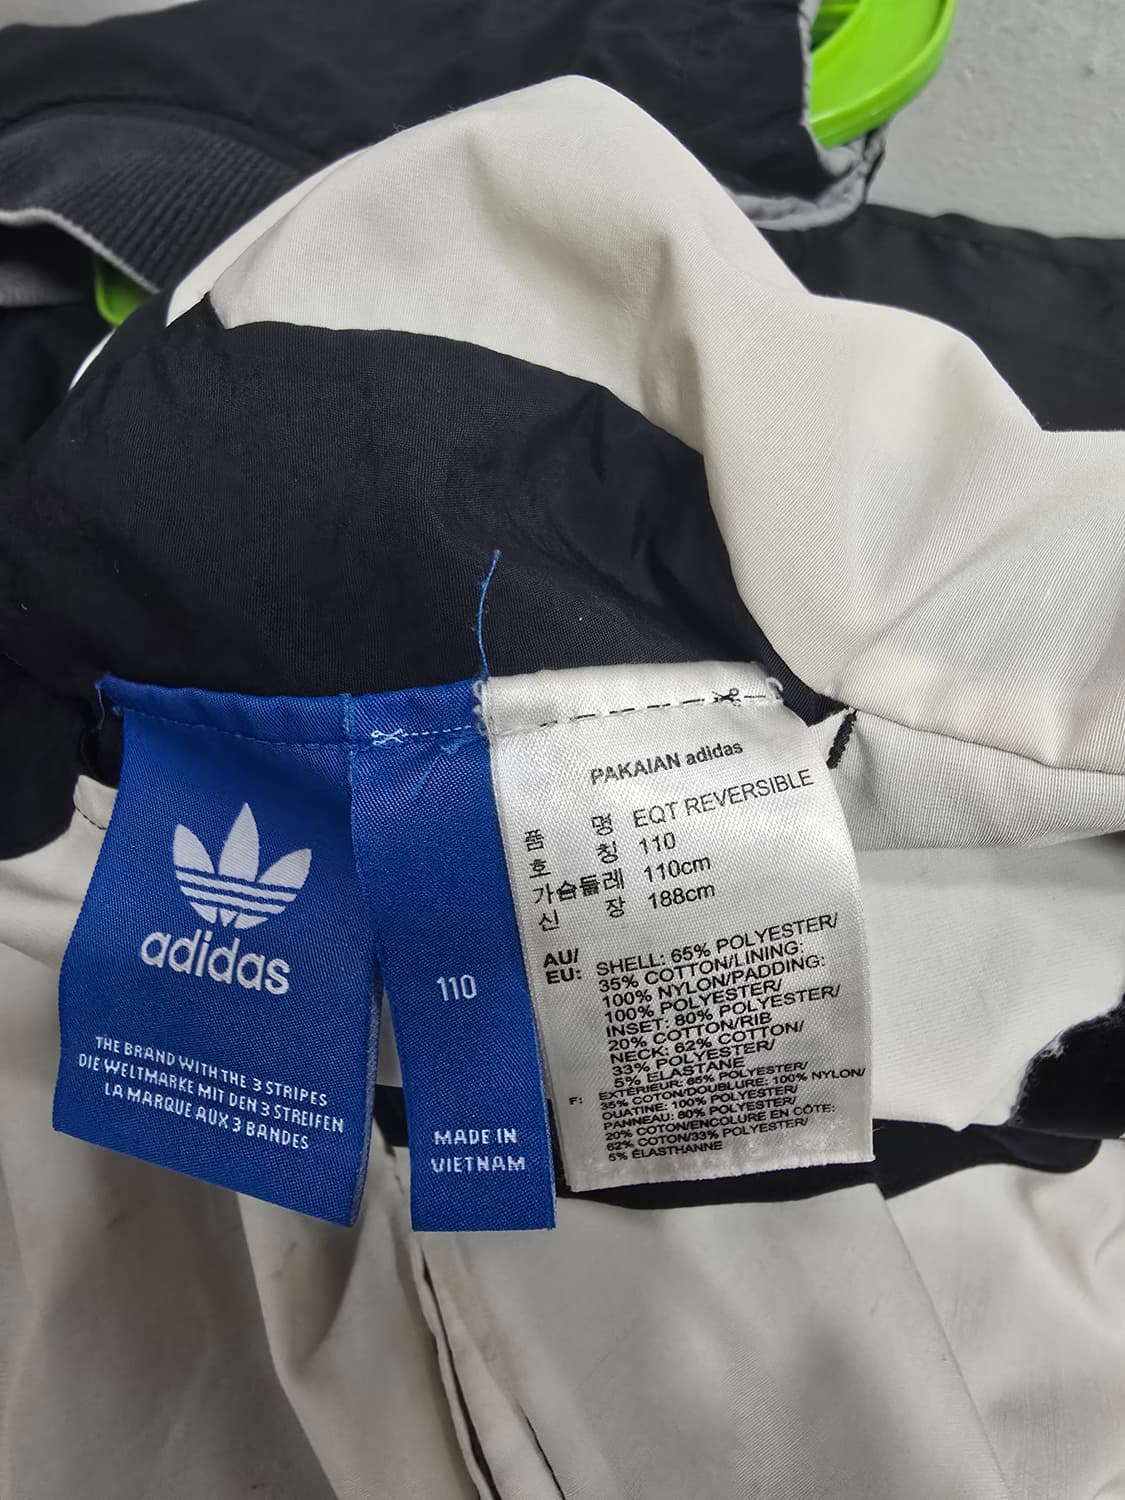 adidas
THE BRAND WITH THE 3 STRIPES
DIE WELTMARKE MIT DEN 3 STREIFEN
LA MARQUE AUX 3 BANDES
110
MADE IN
VIETNAM
PAKAIAN adidas
품 명 EQT REVERSIBLE
호 칭 110
가슴둘레 110cm
신 장 188cm
AU/
EU: SHELL: 65% POLYESTER/
35% COTTON/LINING:
100% NYLON/PADDING:
100% POLYESTER/
INSET: 80% POLYESTER/
20% COTTON/RIB
NECK: 62% COTTON/
33% POLYESTER/
5% ELASTANE
F: EXTÉRIEUR: 65% POLYESTER/
35% COTON/DOUBLURE: 100% NYLON/
OUATINE: 100% POLYESTER/
PANNEAU: 80% POLYESTER/
20% COTON/ENCOLURE EN CÔTE:
62% COTON/33% POLYESTER/
5% ÉLASTHANNE